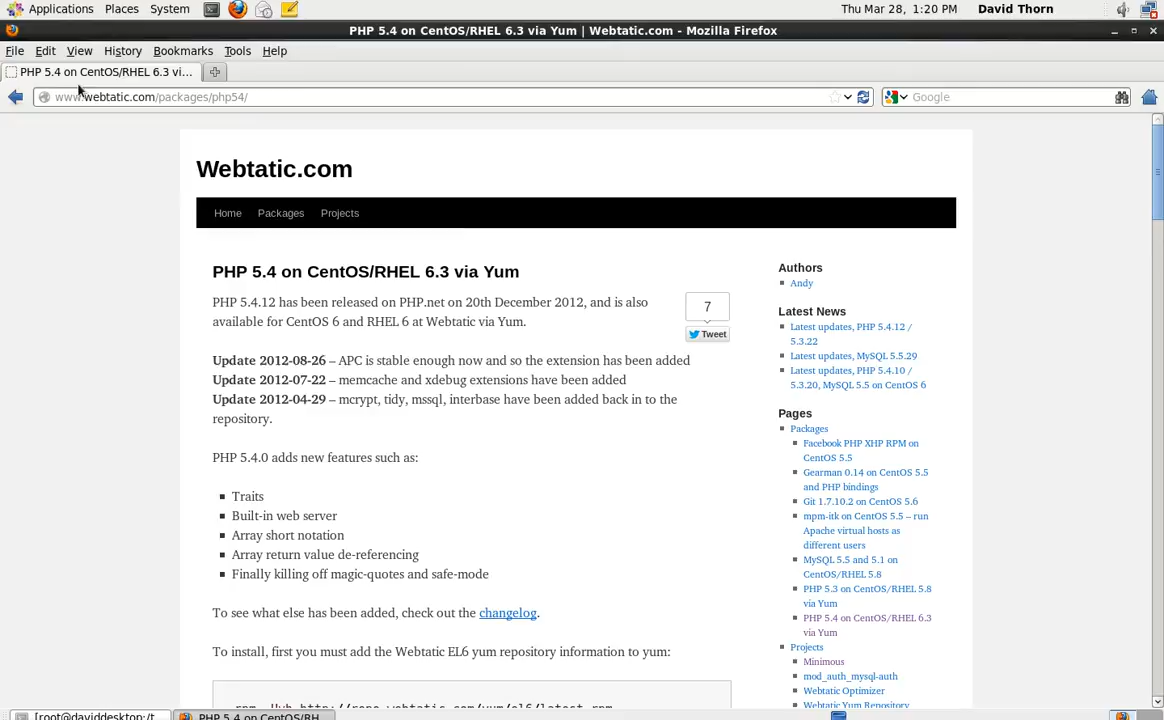 Applications Places System Thu Mar 28, 1:20 PM David Thorn
PHP 5.4 on CentOS/RHEL 6.3 via Yum | Webtatic.com - Mozilla Firefox
File Edit View History Bookmarks Tools Help
PHP 5.4 on CentOS/RHEL 6.3 vi...
www.webtatic.com/packages/php54/ Google
Webtatic.com
Home Packages Projects
PHP 5.4 on CentOS/RHEL 6.3 via Yum
PHP 5.4.12 has been released on PHP.net on 20th December 2012, and is also
available for CentOS 6 and RHEL 6 at Webtatic via Yum.
7
Tweet
Update 2012-08-26 – APC is stable enough now and so the extension has been added
Update 2012-07-22 – memcache and xdebug extensions have been added
Update 2012-04-29 – mcrypt, tidy, mssql, interbase have been added back in to the
repository.
PHP 5.4.0 adds new features such as:
Traits
Built-in web server
Array short notation
Array return value de-referencing
Finally killing off magic-quotes and safe-mode
To see what else has been added, check out the changelog.
To install, first you must add the Webtatic EL6 yum repository information to yum:
rpm -Uvh http://repo.webtatic.com/yum/el6/latest.rpm
Authors
Andy
Latest News
Latest updates, PHP 5.4.12 /
5.3.22
Latest updates, MySQL 5.5.29
Latest updates, PHP 5.4.10 /
5.3.20, MySQL 5.5 on CentOS 6
Pages
Packages
Facebook PHP XHP RPM on
CentOS 5.5
Gearman 0.14 on CentOS 5.5
and PHP bindings
Git 1.7.10.2 on CentOS 5.6
mpm-itk on CentOS 5.5 – run
Apache virtual hosts as
different users
MySQL 5.5 and 5.1 on
CentOS/RHEL 5.8
PHP 5.3 on CentOS/RHEL 5.8
via Yum
PHP 5.4 on CentOS/RHEL 6.3
via Yum
Projects
Minimous
mod_auth_mysql-auth
Webtatic Optimizer
Webtatic Yum Repository
[root@daviddesktop:/t PHP 5.4 on CentOS/RH